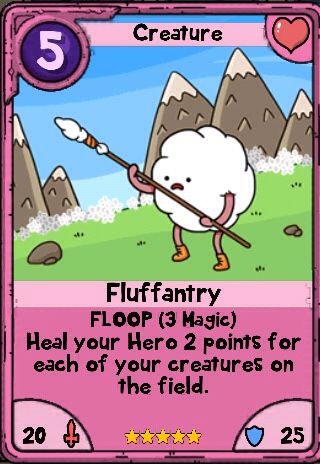 Creature
5
Fluffantry
FLOOP (3 Magic)
Heal your Hero 2 points for
each of your creatures on
the field.
20
25